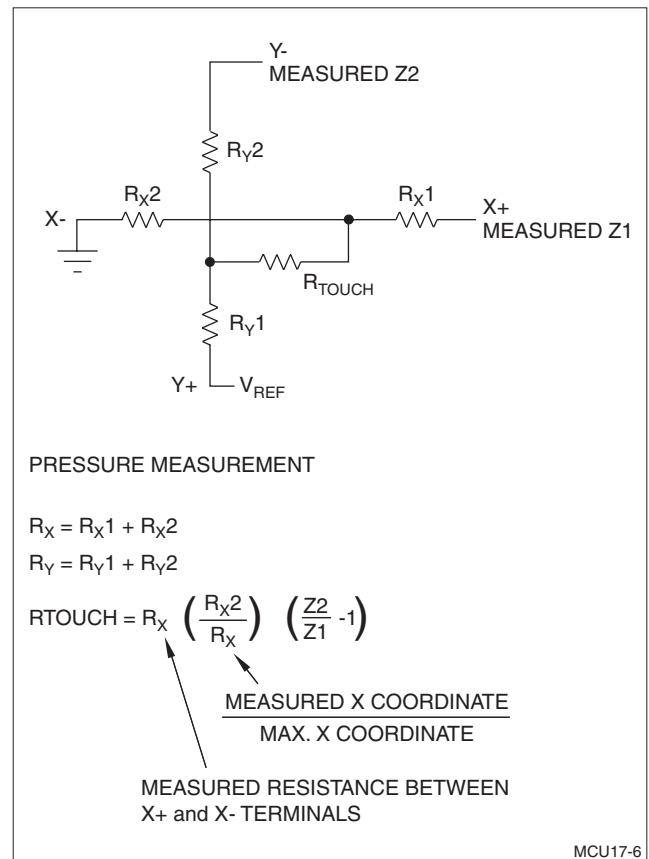 Y-
MEASURED Z2
RY2
RX2
RX1
X-
X+
MEASURED Z1
RTOUCH
RY1
Y+
VREF
PRESSURE MEASUREMENT
RX = RX1 + RX2
RY = RY1 + RY2
RTOUCH = RX (RX2/RX) (Z2/Z1 -1)
MEASURED X COORDINATE
MAX. X COORDINATE
MEASURED RESISTANCE BETWEEN
X+ and X- TERMINALS
MCU17-6